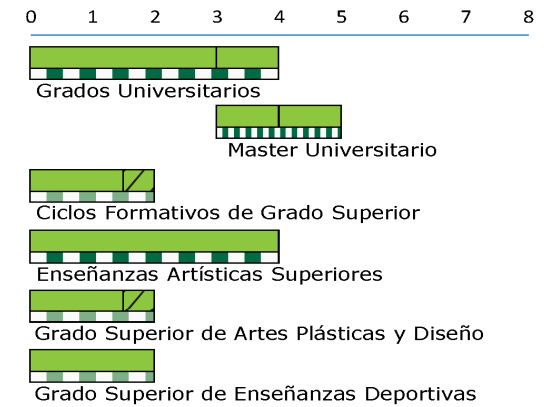 0 1 2 3 4 5 6 7 8
Grados Universitarios
Master Universitario
Ciclos Formativos de Grado Superior
Enseñanzas Artísticas Superiores
Grado Superior de Artes Plásticas y Diseño
Grado Superior de Enseñanzas Deportivas